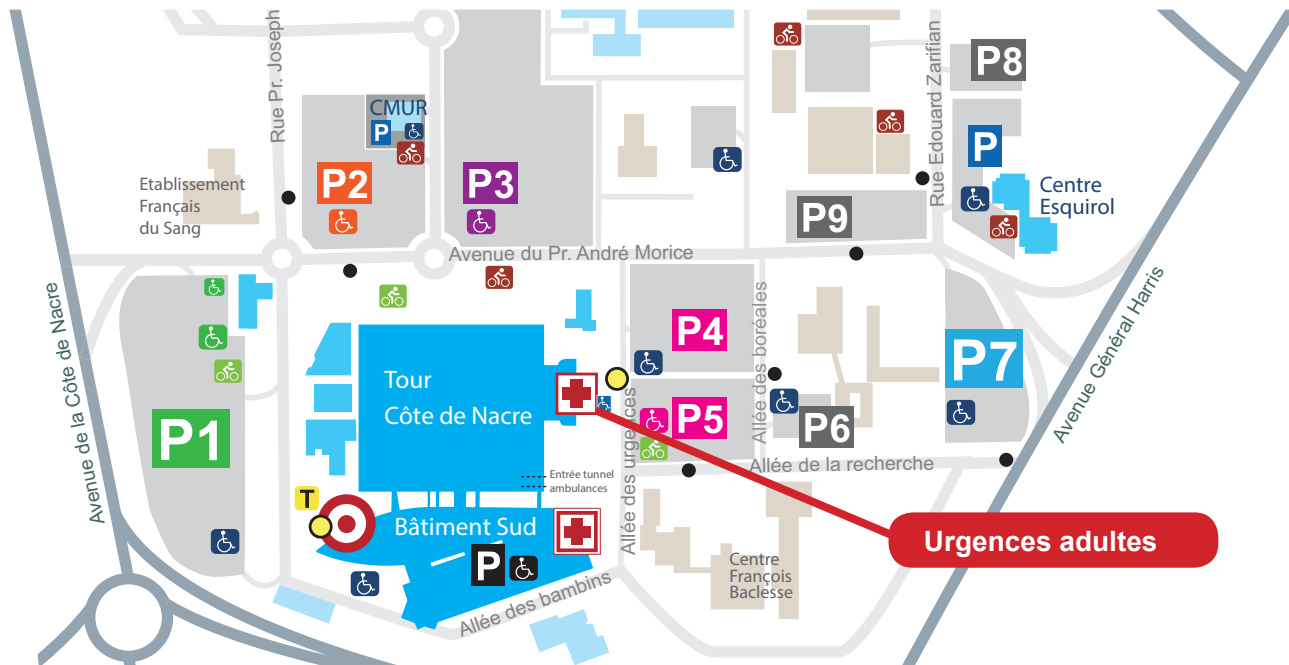 Rue Pr. Joseph
CMUR
P
P2
P3
P8
Rue Edouard Zarifian
P
Etablissement
Français
du Sang
Centre
Esquirol
P9
Avenue du Pr. André Morice
Avenue de la Côte de Nacre
Avenue Général Harris
P4
Allée des boréales
P7
Tour
Côte de Nacre
P5
P6
P1
Allée des urgences
Allée de la recherche
Entrée tunnel
ambulances
T
Bâtiment Sud
P
Urgences adultes
Centre
François
Baclesse
Allée des bambins